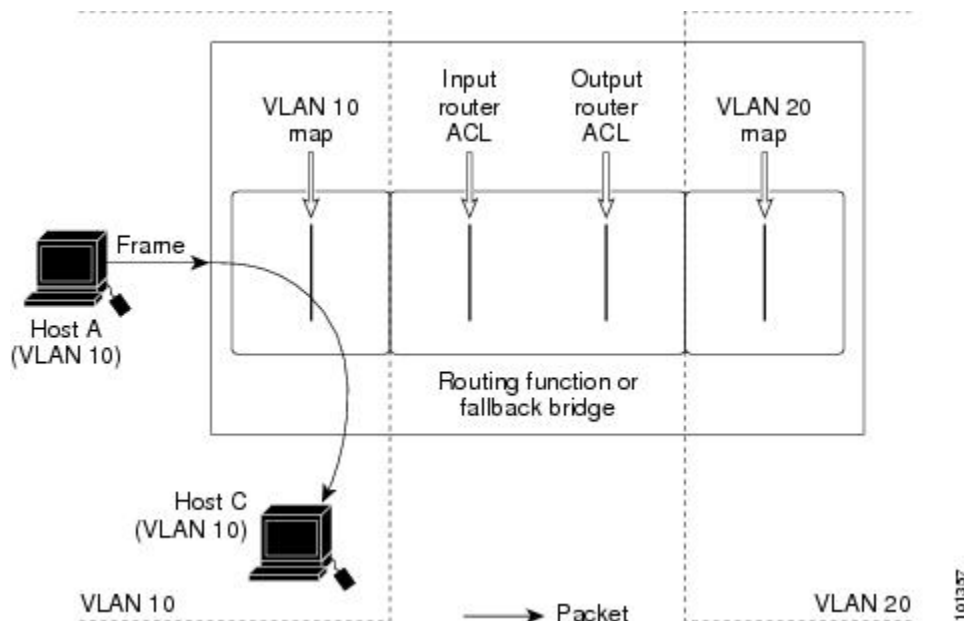 VLAN 10
map
Input
router
ACL
Output
router
ACL
VLAN 20
map
Frame
Host A
(VLAN 10)
Routing function or
fallback bridge
Host C
(VLAN 10)
VLAN 10
Packet
VLAN 20
101357